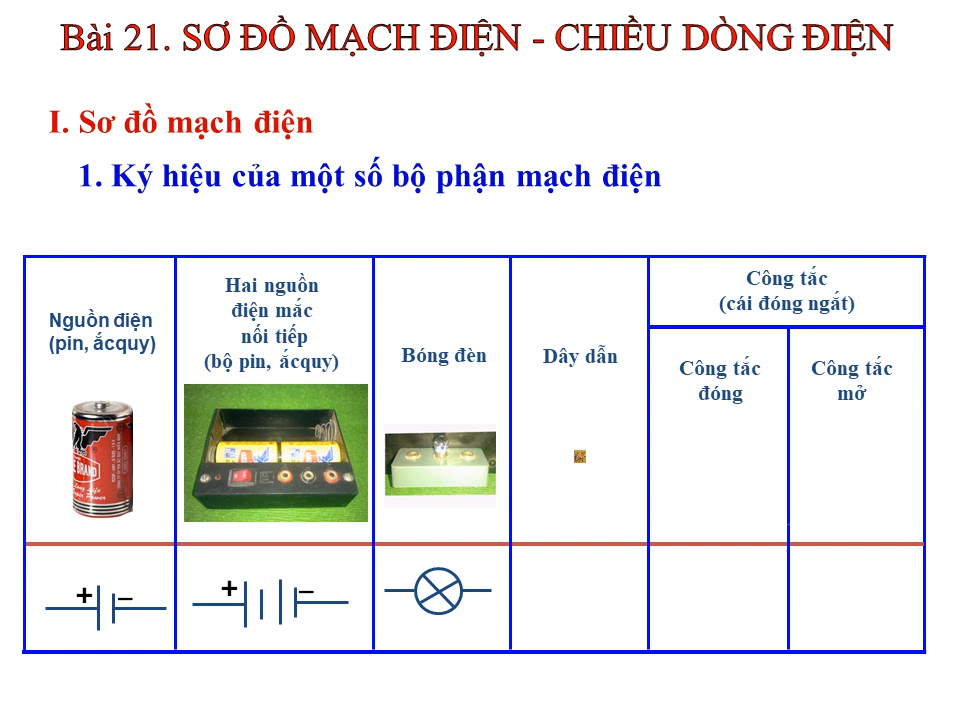 Bài 21. SƠ ĐỒ MẠCH ĐIỆN - CHIỀU DÒNG ĐIỆN
I. Sơ đồ mạch điện
1. Ký hiệu của một số bộ phận mạch điện
Nguồn điện
(pin, ắcquy)
Hai nguồn
điện mắc
nối tiếp
(bộ pin, ắcquy)
Bóng đèn
Dây dẫn
Công tắc
(cái đóng ngắt)
Công tắc
đóng
Công tắc
mở
BRAND
+ –
+ –